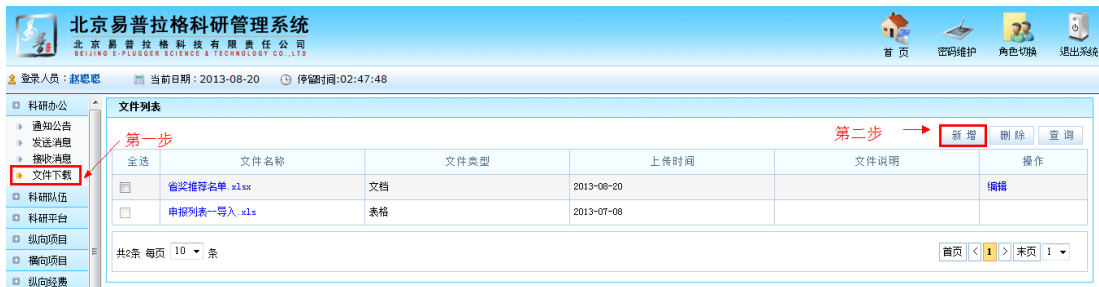 北京易普拉格科研管理系统
北京易普拉格科技有限责任公司
BEIJING E-PLUGGER SCIENCE & TECHNOLOGY CO.,LTD
首页 密码维护 角色切换 退出系统
登录人员：赵聪聪 当前日期：2013-08-20 停留时间:02:47:48
科研办公
通知公告
发送消息
接收消息
文件下载
科研队伍
科研平台
纵向项目
横向项目
纵向经费
文件列表
第一步
第二步
新增 删除 查询
全选 文件名称 文件类型 上传时间 文件说明 操作
省奖推荐名单.xlsx 文档 2013-08-20 编辑
申报列表--导入.xls 表格 2013-07-08
共2条 每页 10 条
首页 < 1 > 末页 1